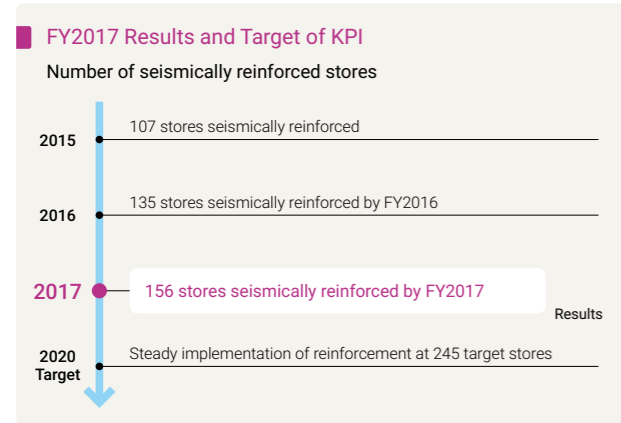 FY2017 Results and Target of KPI
Number of seismically reinforced stores
2015
107 stores seismically reinforced
2016
135 stores seismically reinforced by FY2016
2017
156 stores seismically reinforced by FY2017
Results
2020
Target
Steady implementation of reinforcement at 245 target stores